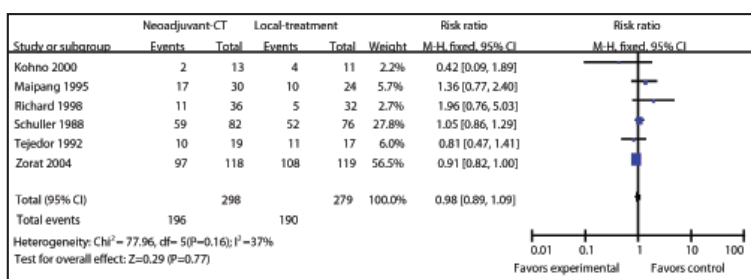 Neoadjuvant-CT Local-treatment Risk ratio Risk ratio
Study or subgroup Events Total Events Total Weight M-H, fixed, 95% CI M-H, fixed, 95% CI
Kohno 2000 2 13 4 11 2.2% 0.42 [0.09, 1.89]
Maipang 1995 17 30 10 24 5.7% 1.36 [0.77, 2.40]
Richard 1998 11 36 5 32 2.7% 1.96 [0.76, 5.03]
Schuller 1988 59 82 52 76 27.8% 1.05 [0.86, 1.29]
Tejedor 1992 10 19 11 17 6.0% 0.81 [0.47, 1.41]
Zorat 2004 97 118 108 119 56.5% 0.91 [0.82, 1.00]
Total (95% CI) 298 279 100.0% 0.98 [0.89, 1.09]
Total events 196 190
Heterogeneity: Chi²= 77.96, df= 5(P=0.16); I²=37%
Test for overall effect: Z=0.29 (P=0.77)
0.01 0.1 1 10 100
Favors experimental Favors control